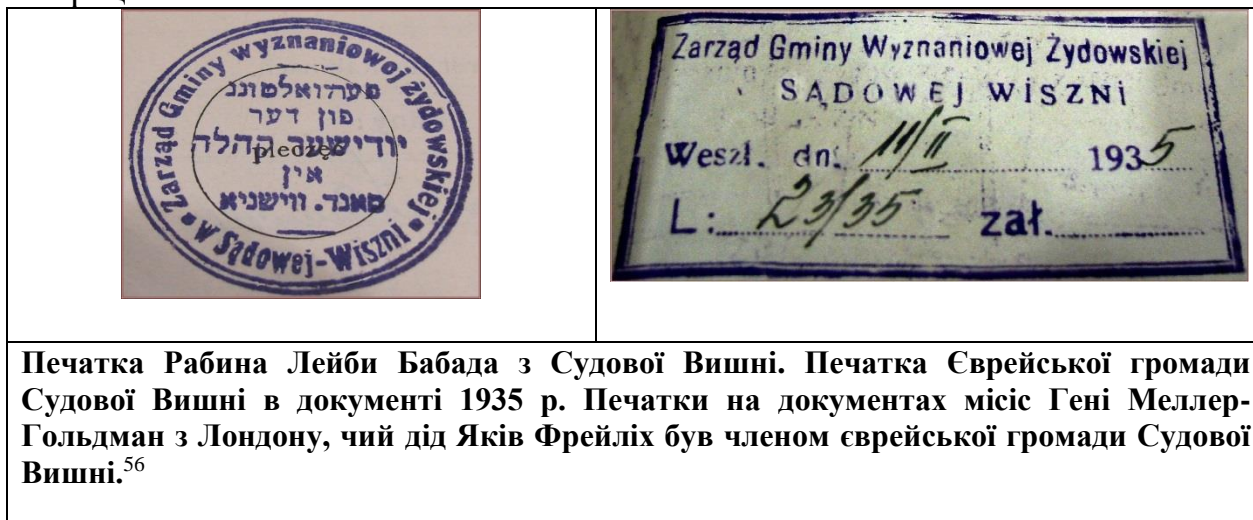 Zarząd Gminy wyznaniowej żydowskiej
פערוואלטונג
פון דער
יודישער קהלה
pieczęć
אין
סאנד. ווישניא
w Sądowej-Wiszni
Zarząd Gminy Wyznaniowej Żydowskiej
SĄDOWEJ WISZNI
Weszł. dn. 11/II 1935
L: 23/35 zał.
Печатка Рабина Лейби Бабада з Судової Вишні. Печатка Єврейської громади
Судової Вишні в документі 1935 р. Печатки на документах місіс Гені Меллер-
Гольдман з Лондону, чий дід Яків Фрейліх був членом єврейської громади Судової
Вишні.56